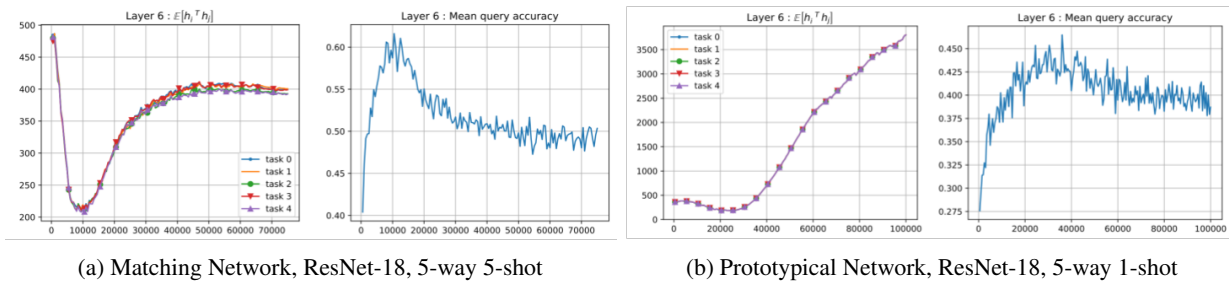 Layer 6 : 𝔼[hᵢᵀ hⱼ]
500
450
400
350
300
250
200
0 10000 20000 30000 40000 50000 60000 70000
task 0
task 1
task 2
task 3
task 4
Layer 6 : Mean query accuracy
0.60
0.55
0.50
0.45
0.40
0 10000 20000 30000 40000 50000 60000 70000
(a) Matching Network, ResNet-18, 5-way 5-shot
Layer 6 : 𝔼[hᵢᵀ hⱼ]
3500
3000
2500
2000
1500
1000
500
0
0 20000 40000 60000 80000 100000
task 0
task 1
task 2
task 3
task 4
Layer 6 : Mean query accuracy
0.450
0.425
0.400
0.375
0.350
0.325
0.300
0.275
0 20000 40000 60000 80000 100000
(b) Prototypical Network, ResNet-18, 5-way 1-shot